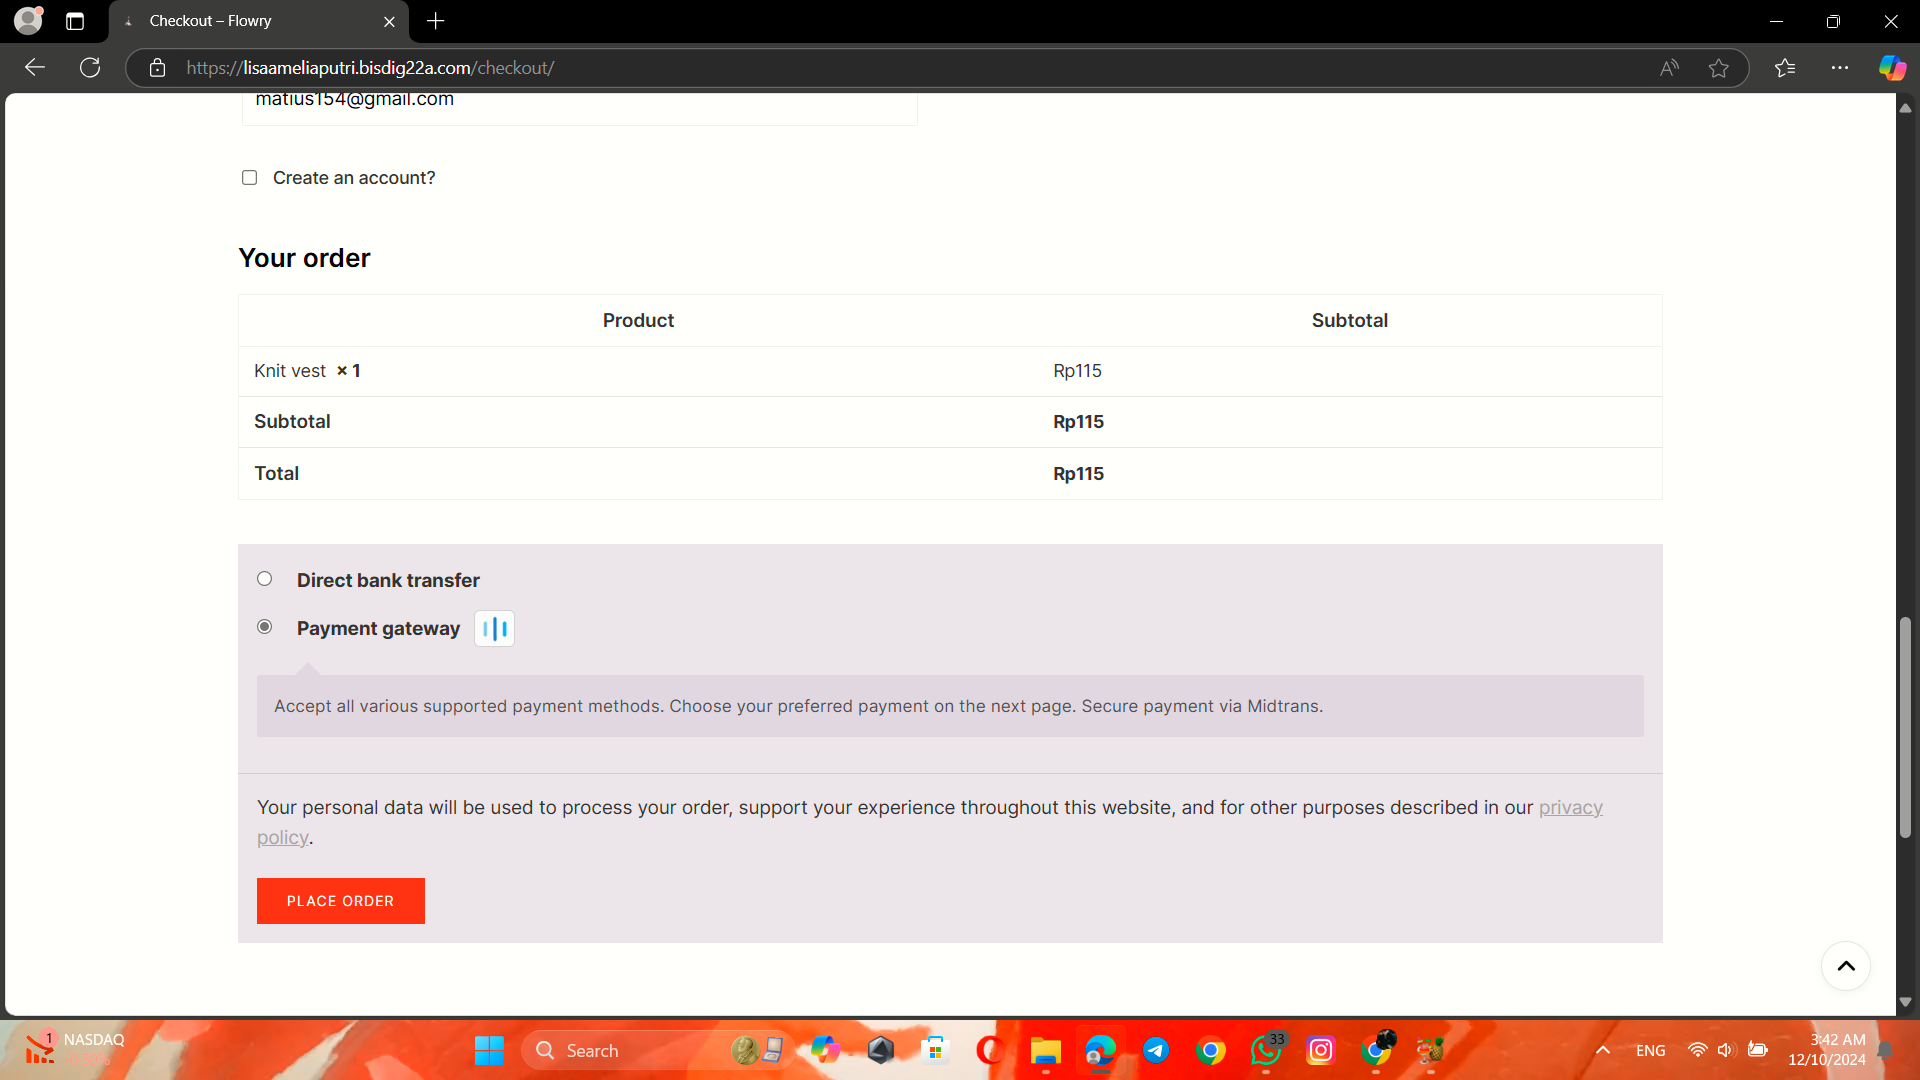 Checkout – Flowry
https://lisaameliaputri.bisdig22a.com/checkout/
matius154@gmail.com
Create an account?
Your order
Product Subtotal
Knit vest × 1 Rp115
Subtotal Rp115
Total Rp115
Direct bank transfer
Payment gateway
Accept all various supported payment methods. Choose your preferred payment on the next page. Secure payment via Midtrans.
Your personal data will be used to process your order, support your experience throughout this website, and for other purposes described in our privacy
policy.
PLACE ORDER
1 NASDAQ
Search
33
ENG
3:42 AM
12/10/2024